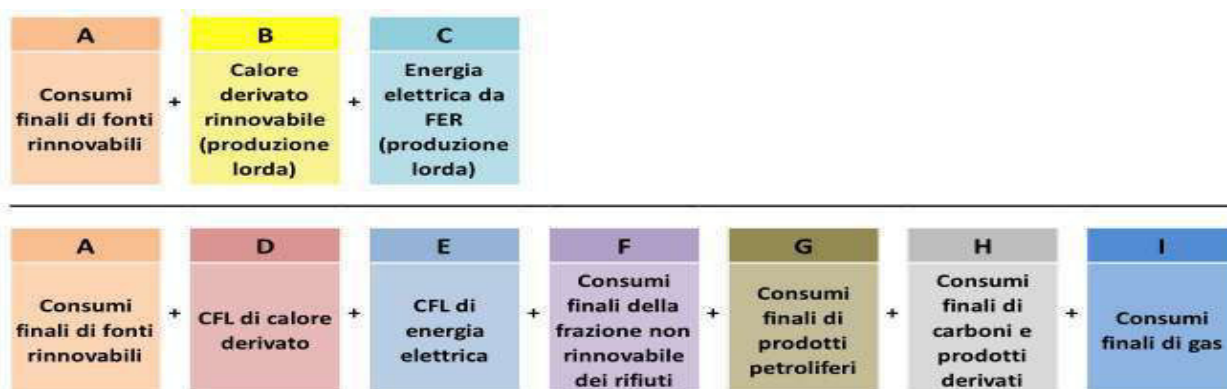 A
Consumi
finali di fonti
rinnovabili
+
B
Calore
derivato
rinnovabile
(produzione
lorda)
+
C
Energia
elettrica da
FER
(produzione
lorda)
A
Consumi
finali di fonti
rinnovabili
+
D
CFL di calore
derivato
+
E
CFL di
energia
elettrica
+
F
Consumi
finali della
frazione non
rinnovabile
dei rifiuti
+
G
Consumi
finali di
prodotti
petroliferi
+
H
Consumi
finali di
carboni e
prodotti
derivati
+
I
Consumi
finali di gas